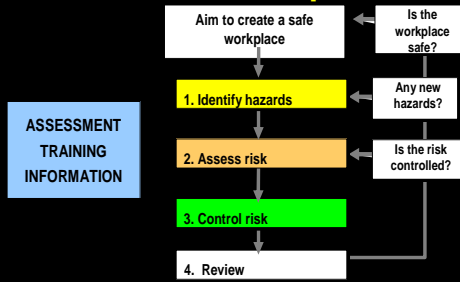 Aim to create a safe
workplace
Is the
workplace
safe?
1. Identify hazards
Any new
hazards?
ASSESSMENT
TRAINING
INFORMATION
2. Assess risk
Is the risk
controlled?
3. Control risk
4. Review